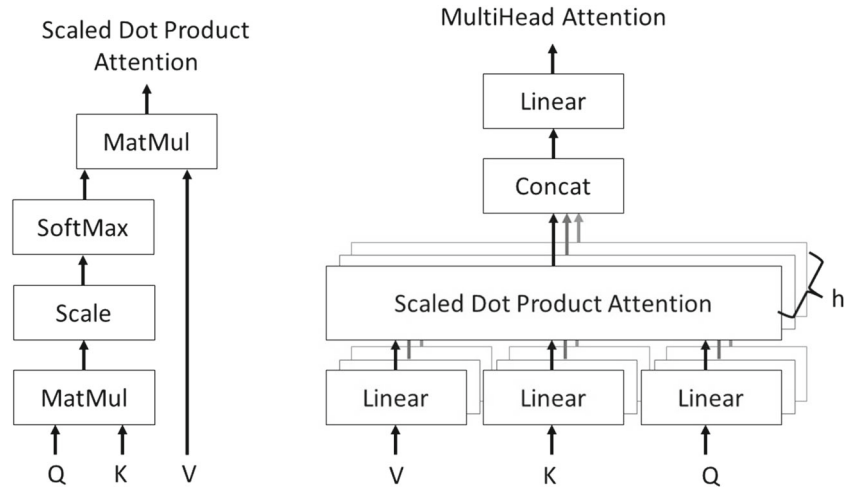 Scaled Dot Product
Attention
MatMul
SoftMax
Scale
MatMul
Q K V
MultiHead Attention
Linear
Concat
Scaled Dot Product Attention
h
Linear Linear Linear
V K Q